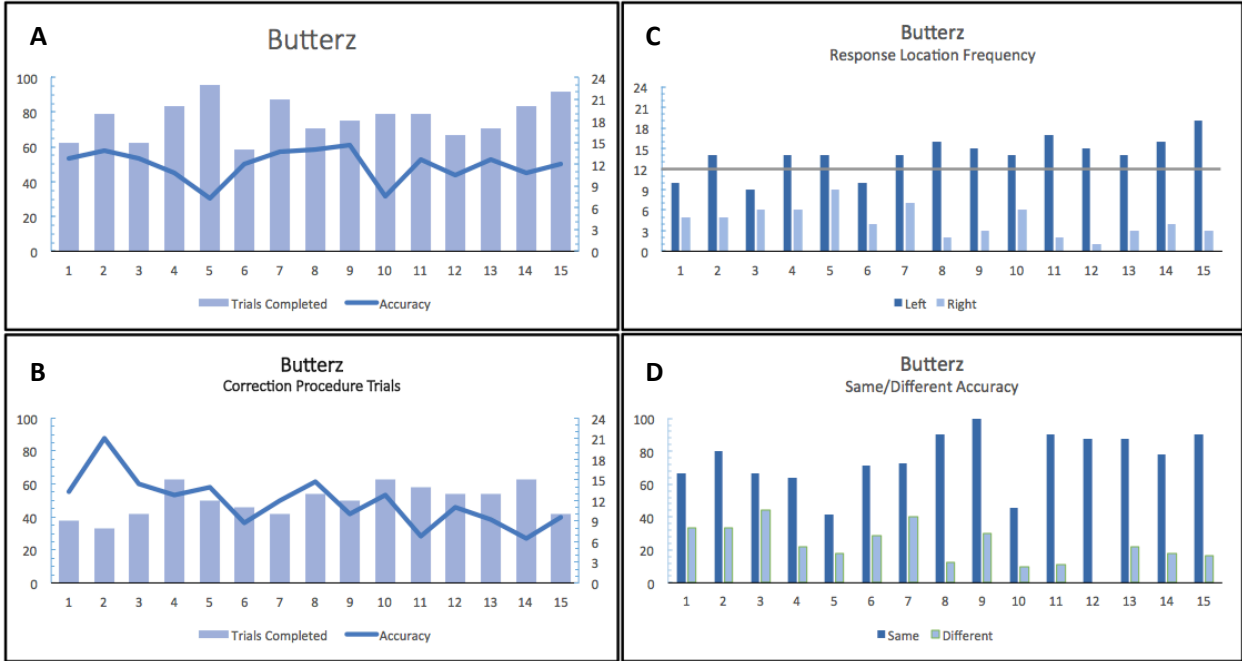 A
Butterz
100
80
60
40
20
0
24
21
18
15
12
9
6
3
0
1 2 3 4 5 6 7 8 9 10 11 12 13 14 15
Trials Completed Accuracy
C
Butterz
Response Location Frequency
24
21
18
15
12
9
6
3
0
1 2 3 4 5 6 7 8 9 10 11 12 13 14 15
Left Right
B
Butterz
Correction Procedure Trials
100
80
60
40
20
0
24
21
18
15
12
9
6
3
0
1 2 3 4 5 6 7 8 9 10 11 12 13 14 15
Trials Completed Accuracy
D
Butterz
Same/Different Accuracy
100
80
60
40
20
0
1 2 3 4 5 6 7 8 9 10 11 12 13 14 15
Same Different